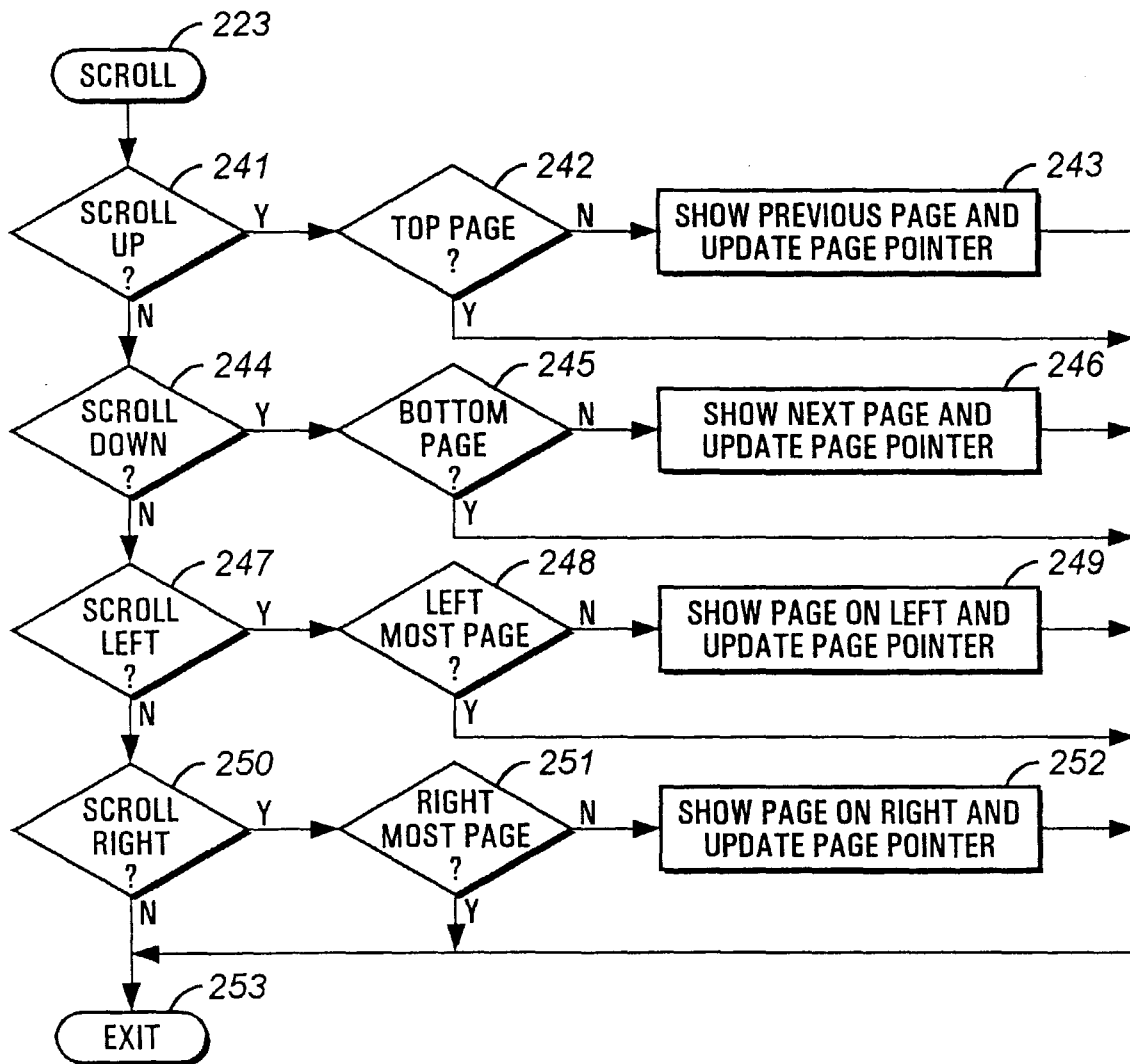 223
SCROLL
241
SCROLL
UP
?
Y
N
242
TOP PAGE
?
N
Y
243
SHOW PREVIOUS PAGE AND
UPDATE PAGE POINTER
244
SCROLL
DOWN
?
Y
N
245
BOTTOM
PAGE
?
N
Y
246
SHOW NEXT PAGE AND
UPDATE PAGE POINTER
247
SCROLL
LEFT
?
Y
N
248
LEFT
MOST PAGE
?
N
Y
249
SHOW PAGE ON LEFT AND
UPDATE PAGE POINTER
250
SCROLL
RIGHT
?
Y
N
251
RIGHT
MOST PAGE
?
N
Y
252
SHOW PAGE ON RIGHT AND
UPDATE PAGE POINTER
253
EXIT